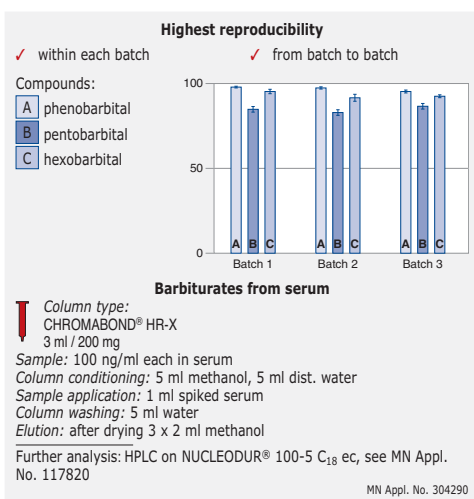 Highest reproducibility
✓ within each batch ✓ from batch to batch
Compounds:
A phenobarbital
B pentobarbital
C hexobarbital
100
50
0
A B C A B C A B C
Batch 1 Batch 2 Batch 3
Barbiturates from serum
Column type:
CHROMABOND® HR-X
3 ml / 200 mg
Sample: 100 ng/ml each in serum
Column conditioning: 5 ml methanol, 5 ml dist. water
Sample application: 1 ml spiked serum
Column washing: 5 ml water
Elution: after drying 3 x 2 ml methanol
Further analysis: HPLC on NUCLEODUR® 100-5 C18 ec, see MN Appl.
No. 117820
MN Appl. No. 304290